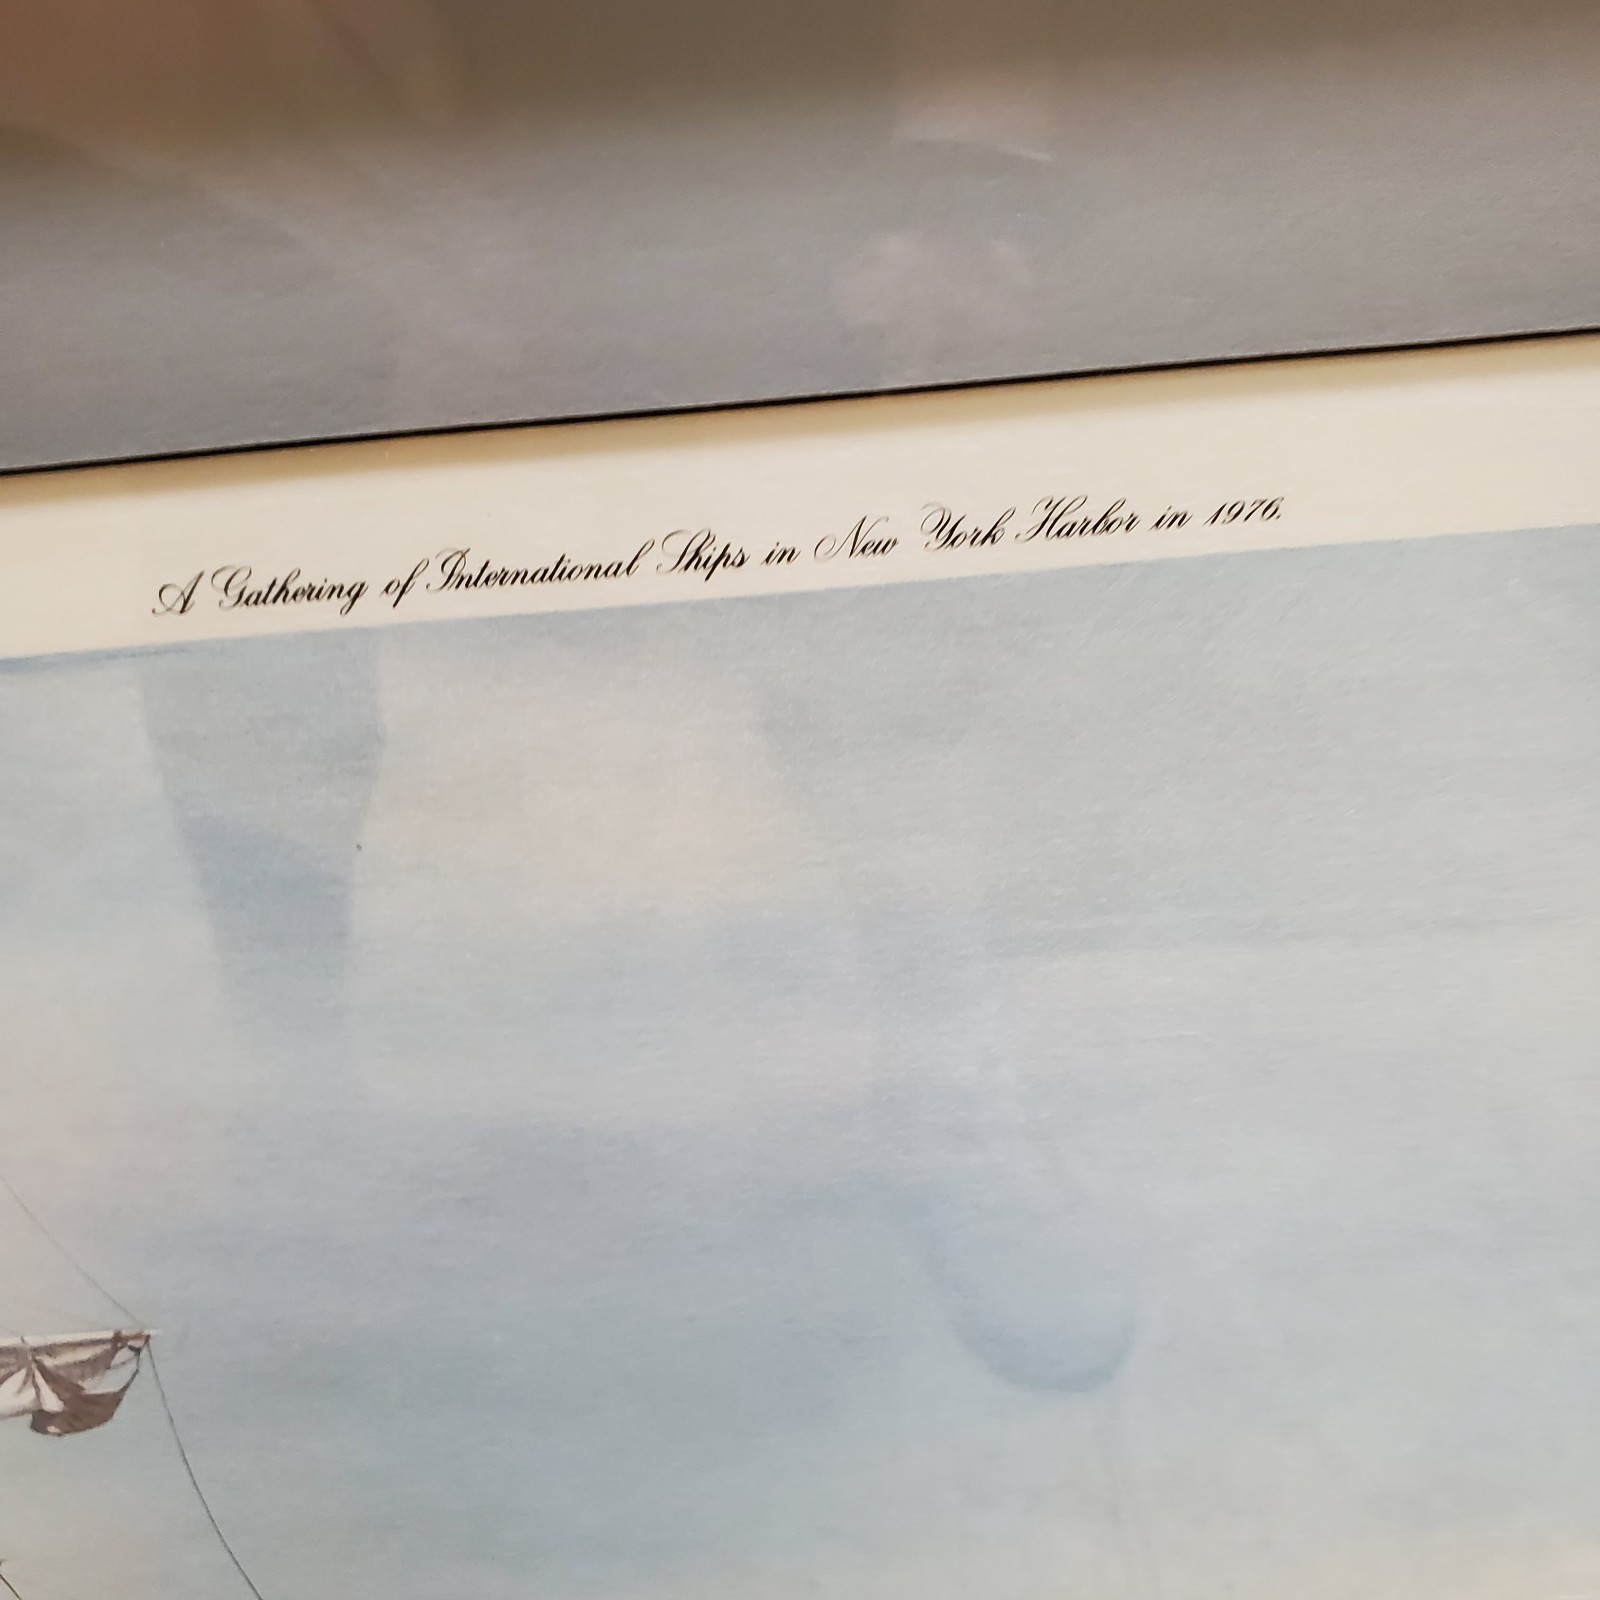 A Gathering of International Ships in New York Harbor in 1976.